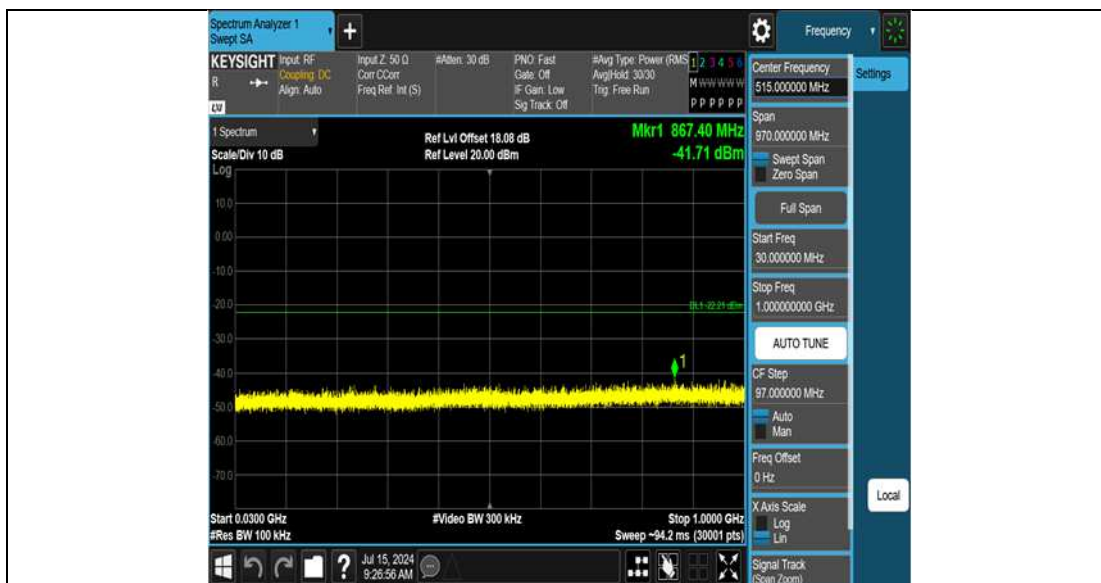 Spectrum Analyzer 1
Swept SA
+
Frequency
KEYSIGHT
R
LXI
Input: RF
Coupling: DC
Align: Auto
Input Z: 50 Ω
Corr CCorr
Freq Ref: Int (S)
#Atten: 30 dB
PNO: Fast
Gate: Off
IF Gain: Low
Sig Track: Off
#Avg Type: Power (RMS
Avg|Hold: 30/30
Trig: Free Run
1 2 3 4 5 6
M W W W W W
P P P P P P
1 Spectrum
Scale/Div 10 dB
Log
Ref Lvl Offset 18.08 dB
Ref Level 20.00 dBm
Mkr1 867.40 MHz
-41.71 dBm
10.0
0.00
-10.0
-20.0
DL1 -22.21 dBm
-30.0
-40.0
1
-50.0
-60.0
-70.0
Start 0.0300 GHz
#Res BW 100 kHz
#Video BW 300 kHz
Stop 1.0000 GHz
Sweep ~94.2 ms (30001 pts)
?
Jul 15, 2024
9:26:56 AM
Center Frequency
515.000000 MHz
Span
970.000000 MHz
Swept Span
Zero Span
Full Span
Start Freq
30.000000 MHz
Stop Freq
1.000000000 GHz
AUTO TUNE
CF Step
97.000000 MHz
Auto
Man
Freq Offset
0 Hz
X Axis Scale
Log
Lin
Signal Track
(Span Zoom)
Settings
Local